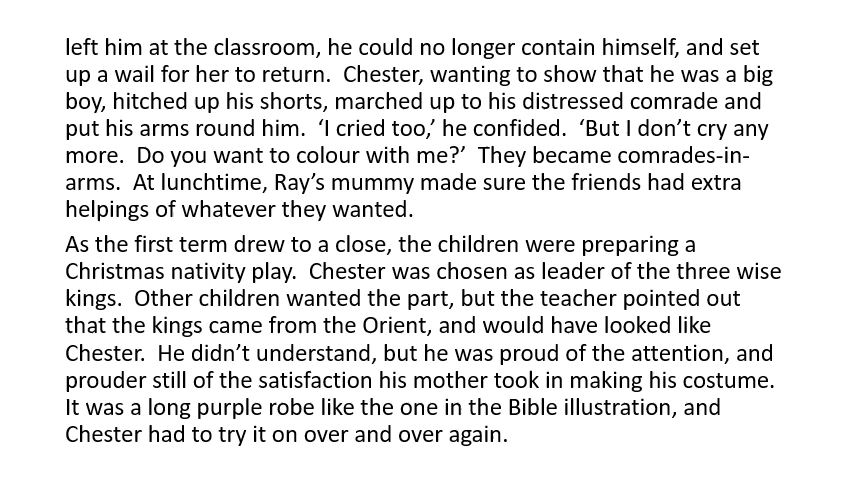 left him at the classroom, he could no longer contain himself, and set
up a wail for her to return.  Chester, wanting to show that he was a big
boy, hitched up his shorts, marched up to his distressed comrade and
put his arms round him.  ‘I cried too,’ he confided.  ‘But I don’t cry any
more.  Do you want to colour with me?’  They became comrades-in-
arms.  At lunchtime, Ray’s mummy made sure the friends had extra
helpings of whatever they wanted.
As the first term drew to a close, the children were preparing a
Christmas nativity play.  Chester was chosen as leader of the three wise
kings.  Other children wanted the part, but the teacher pointed out
that the kings came from the Orient, and would have looked like
Chester.  He didn’t understand, but he was proud of the attention, and
prouder still of the satisfaction his mother took in making his costume.
It was a long purple robe like the one in the Bible illustration, and
Chester had to try it on over and over again.